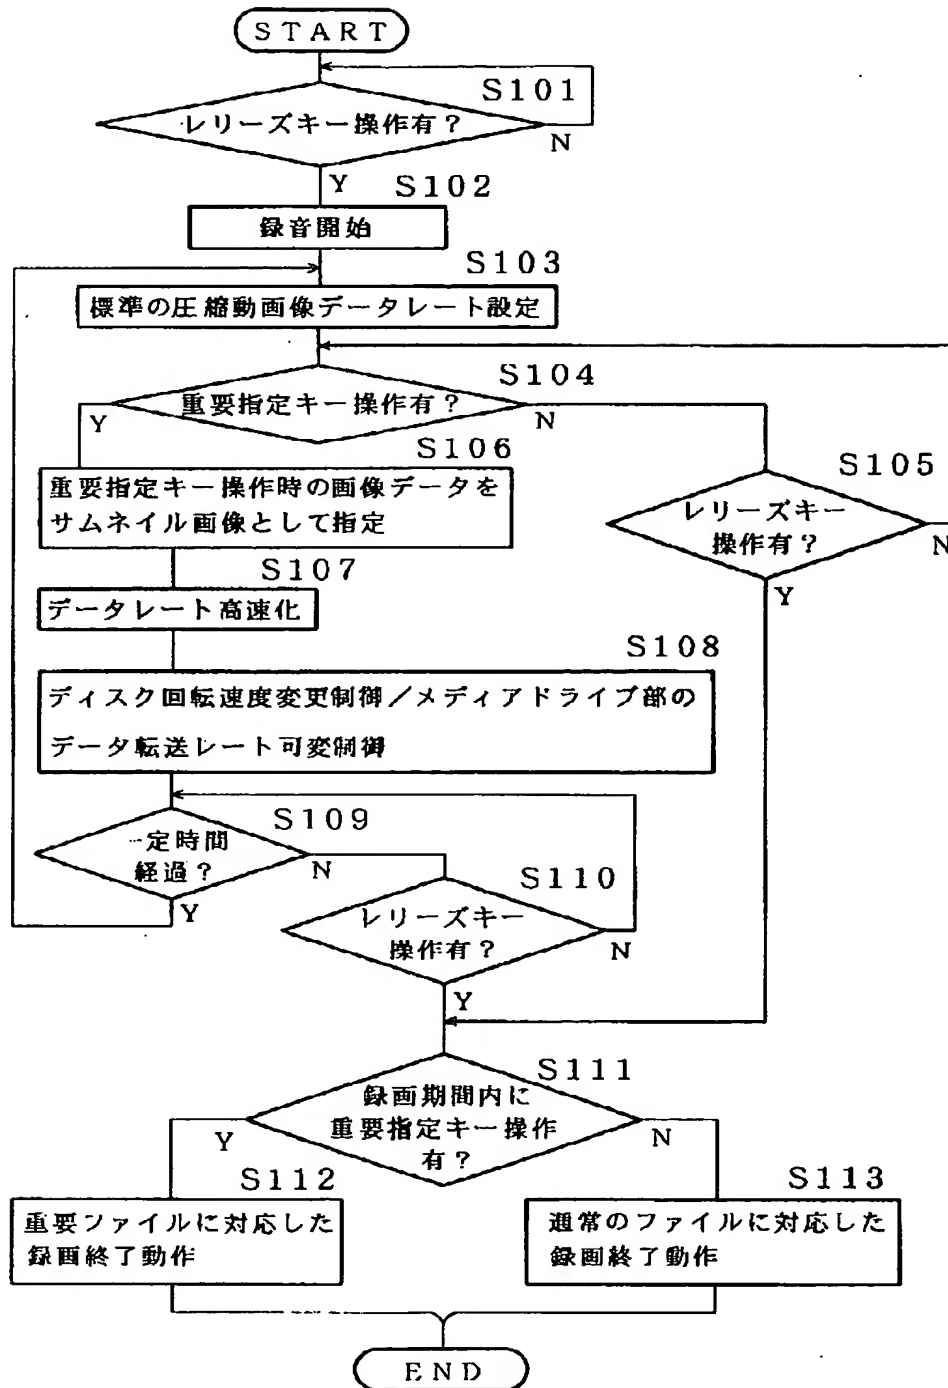 START
S101
レリーズキー操作有?
N
Y
S102
録音開始
S103
標準の圧縮動画像データレート設定
S104
重要指定キー操作有?
Y
N
S106
重要指定キー操作時の画像データを
サムネイル画像として指定
S105
レリーズキー
操作有?
N
Y
S107
データレート高速化
S108
ディスク回転速度変更制御/メディアドライブ部の
データ転送レート可変制御
S109
一定時間
経過?
N
Y
S110
レリーズキー
操作有?
N
Y
S111
録画期間内に
重要指定キー操作
有?
Y
N
S112
重要ファイルに対応した
録画終了動作
S113
通常のファイルに対応した
録画終了動作
END